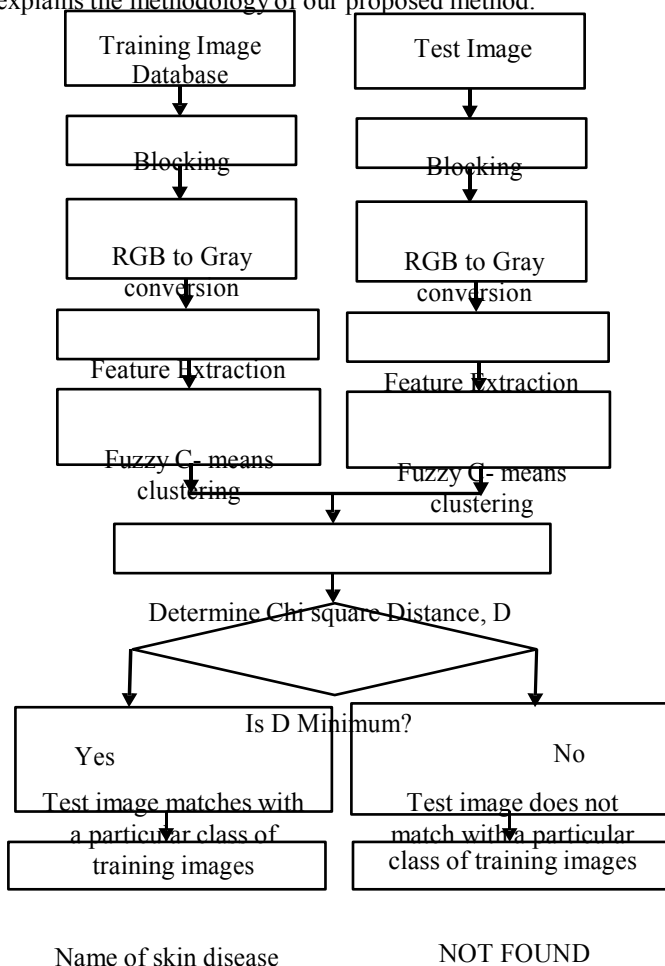 explains the methodology of our proposed method.
Training Image
Database
Test Image
Blocking
Blocking
RGB to Gray
conversion
RGB to Gray
conversion
Feature Extraction
Feature Extraction
Fuzzy C- means
clustering
Fuzzy C- means
clustering
Determine Chi square Distance, D
Is D Minimum?
Yes
No
Test image matches with
a particular class of
training images
Test image does not
match with a particular
class of training images
Name of skin disease
NOT FOUND